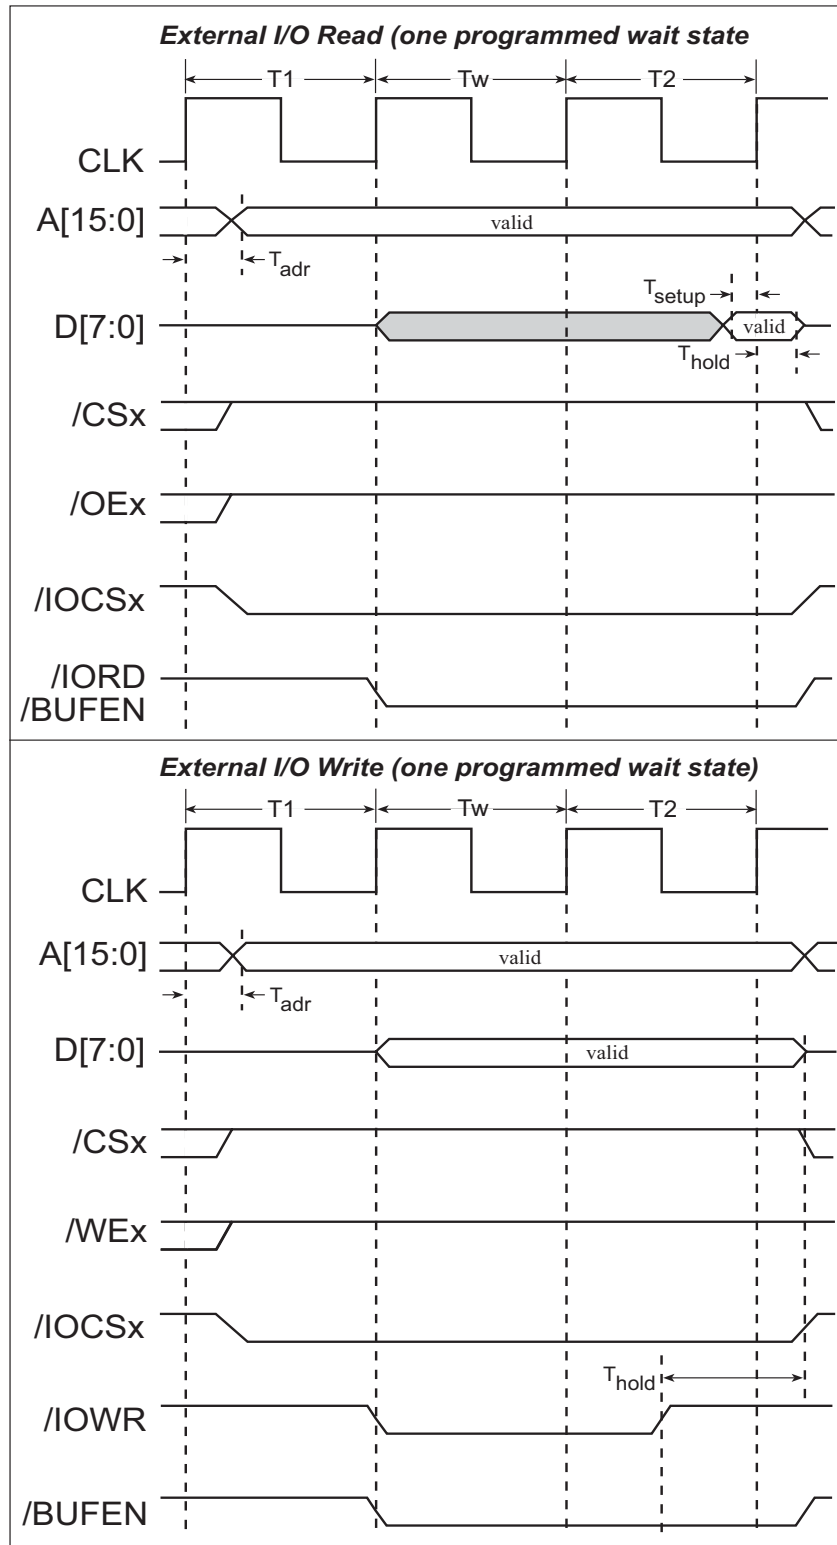 External I/O Read (one programmed wait state
T1 Tw T2
CLK
A[15:0] valid
Tadr
Tsetup
D[7:0] valid
Thold
/CSx
/OEx
/IOCSx
/IORD
/BUFEN
External I/O Write (one programmed wait state)
T1 Tw T2
CLK
A[15:0] valid
Tadr
D[7:0] valid
/CSx
/WEx
/IOCSx
Thold
/IOWR
/BUFEN